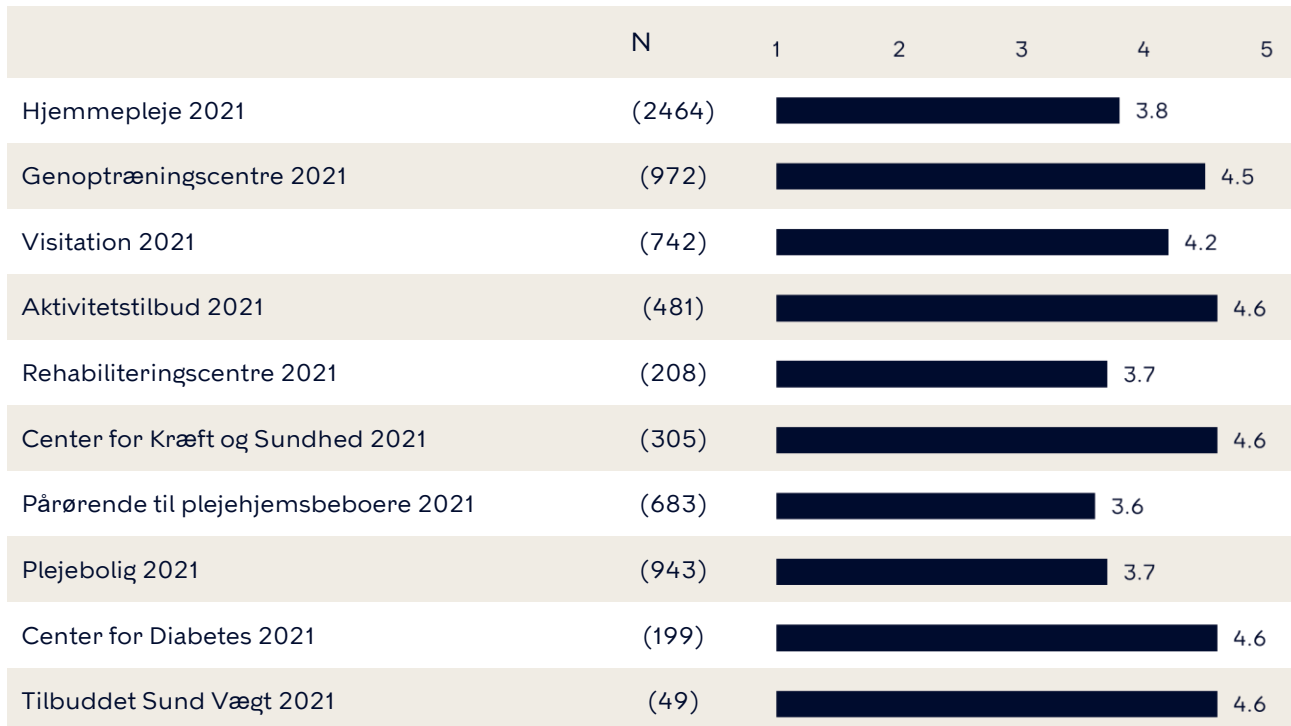 N 1 2 3 4 5
Hjemmepleje 2021 (2464) 3.8
Genoptræningscentre 2021 (972) 4.5
Visitation 2021 (742) 4.2
Aktivitetstilbud 2021 (481) 4.6
Rehabiliteringscentre 2021 (208) 3.7
Center for Kræft og Sundhed 2021 (305) 4.6
Pårørende til plejehjemsbeboere 2021 (683) 3.6
Plejebolig 2021 (943) 3.7
Center for Diabetes 2021 (199) 4.6
Tilbuddet Sund Vægt 2021 (49) 4.6